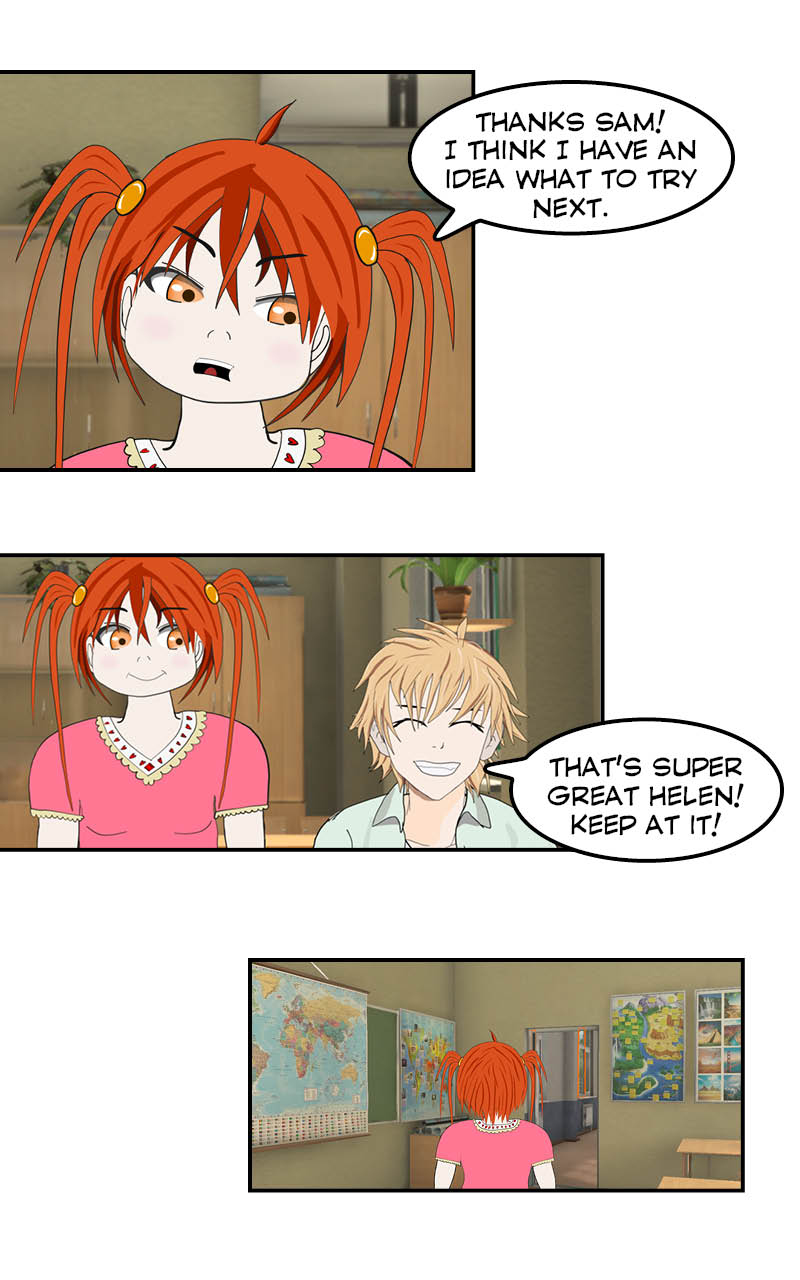 THANKS SAM!
I THINK I HAVE AN
IDEA WHAT TO TRY
NEXT.
THAT'S SUPER
GREAT HELEN!
KEEP AT IT!